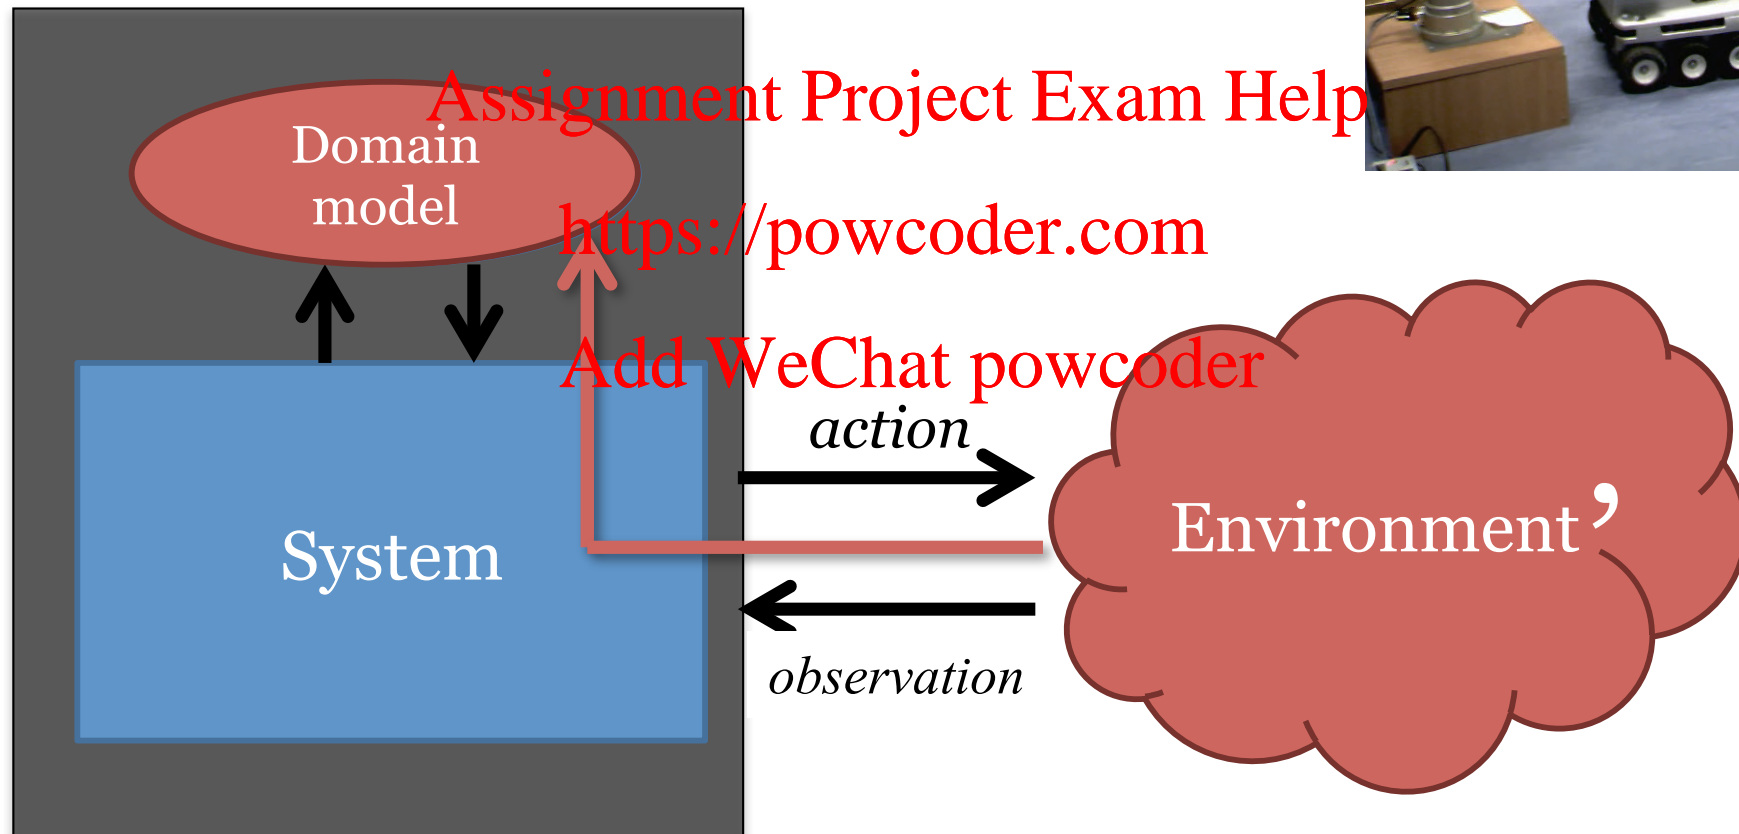 Assignment Project Exam Help
Domain
model
https://powcoder.com
Add WeChat powcoder
action
Environment’
System
observation